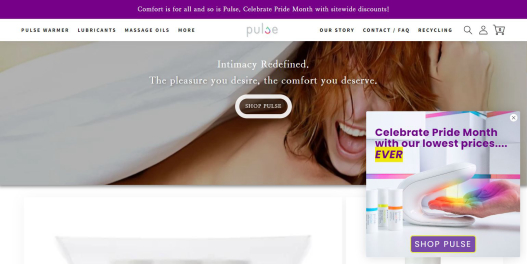 Comfort is for all and so is Pulse, Celebrate Pride Month with sitewide discounts!
PULSE WARMER LUBRICANTS MASSAGE OILS MORE
pulse
OUR STORY CONTACT / FAQ RECYCLING
Intimacy Redefined.
The pleasure you desire, the comfort you deserve.
SHOP PULSE
Celebrate Pride Month
with our lowest prices....
EVER
SHOP PULSE